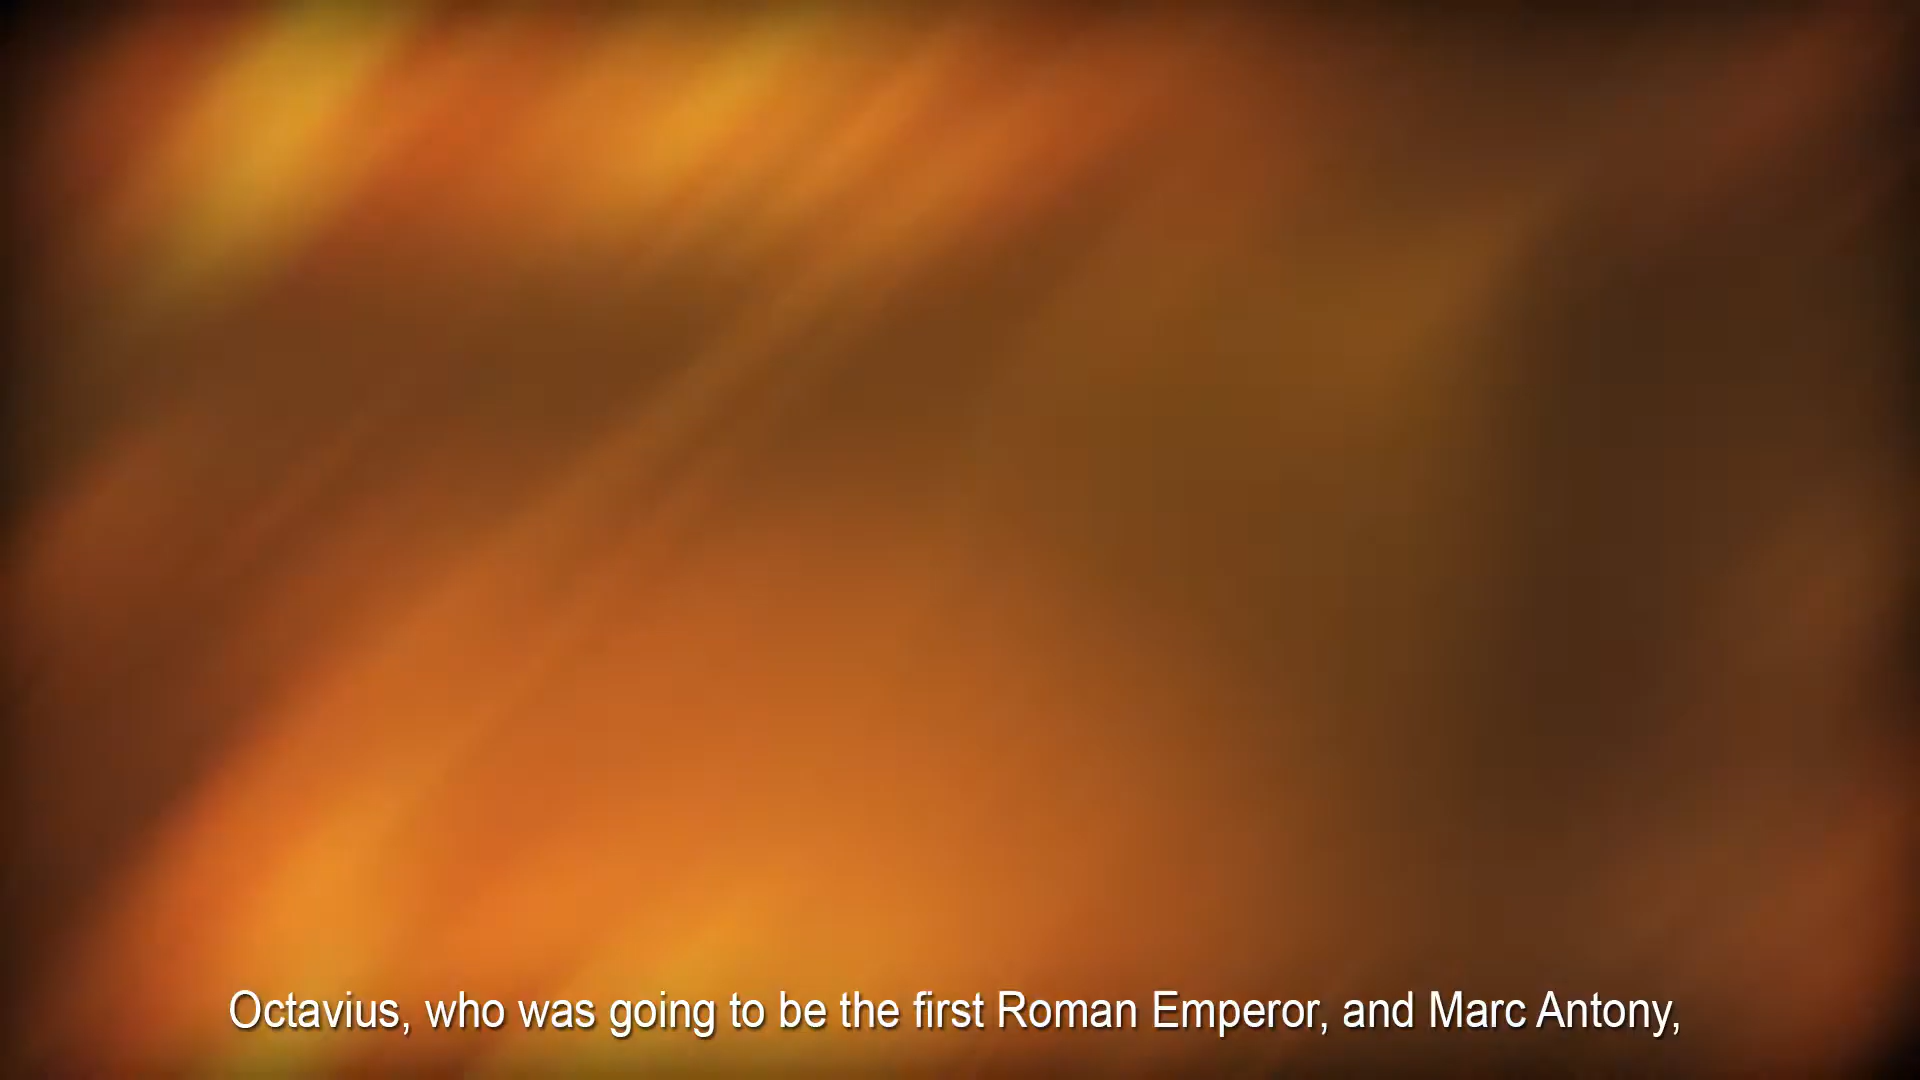 Octavius, who was going to be the first Roman Emperor, and Marc Antony,